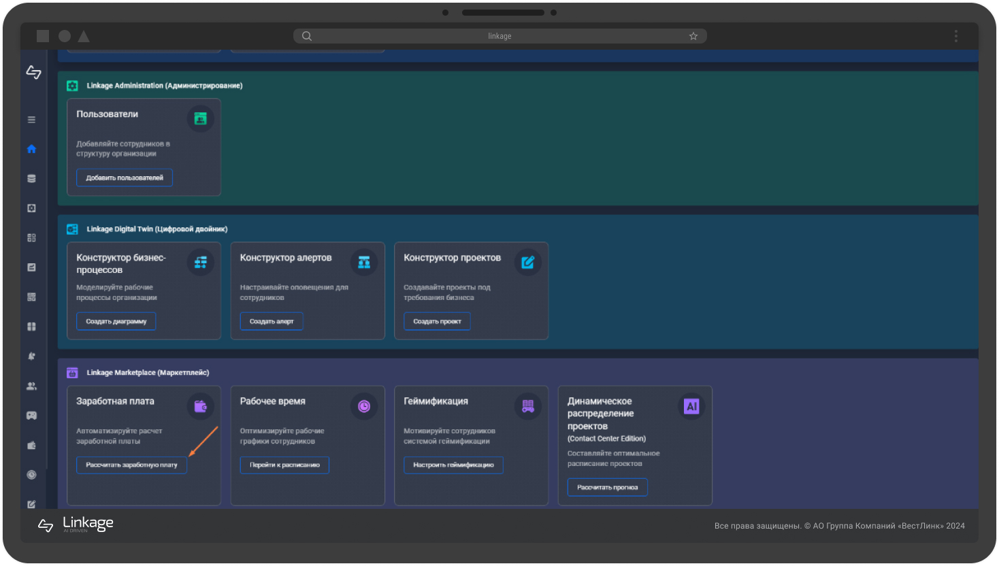 linkage
Linkage Administration (Администрирование)
Пользователи
Добавляйте сотрудников в
структуру организации
Добавить пользователей
Linkage Digital Twin (Цифровой двойник)
Конструктор бизнес-
процессов
Моделируйте рабочие
процессы организации
Создать диаграмму
Конструктор алертов
Настраивайте оповещения для
сотрудников
Создать алерт
Конструктор проектов
Создавайте проекты под
требования бизнеса
Создать проект
Linkage Marketplace (Маркетплейс)
Заработная плата
Автоматизируйте расчет
заработной платы
Рассчитать заработную плату
Рабочее время
Оптимизируйте рабочие
графики сотрудников
Перейти к расписанию
Геймификация
Мотивируйте сотрудников
системой геймификации
Настроить геймификацию
Динамическое
распределение
проектов
(Contact Center Edition)
AI
Составляйте оптимальное
расписание проектов
Рассчитать прогноз
Linkage
AI DRIVEN
Все права защищены. © АО Группа Компаний «ВестЛинк» 2024